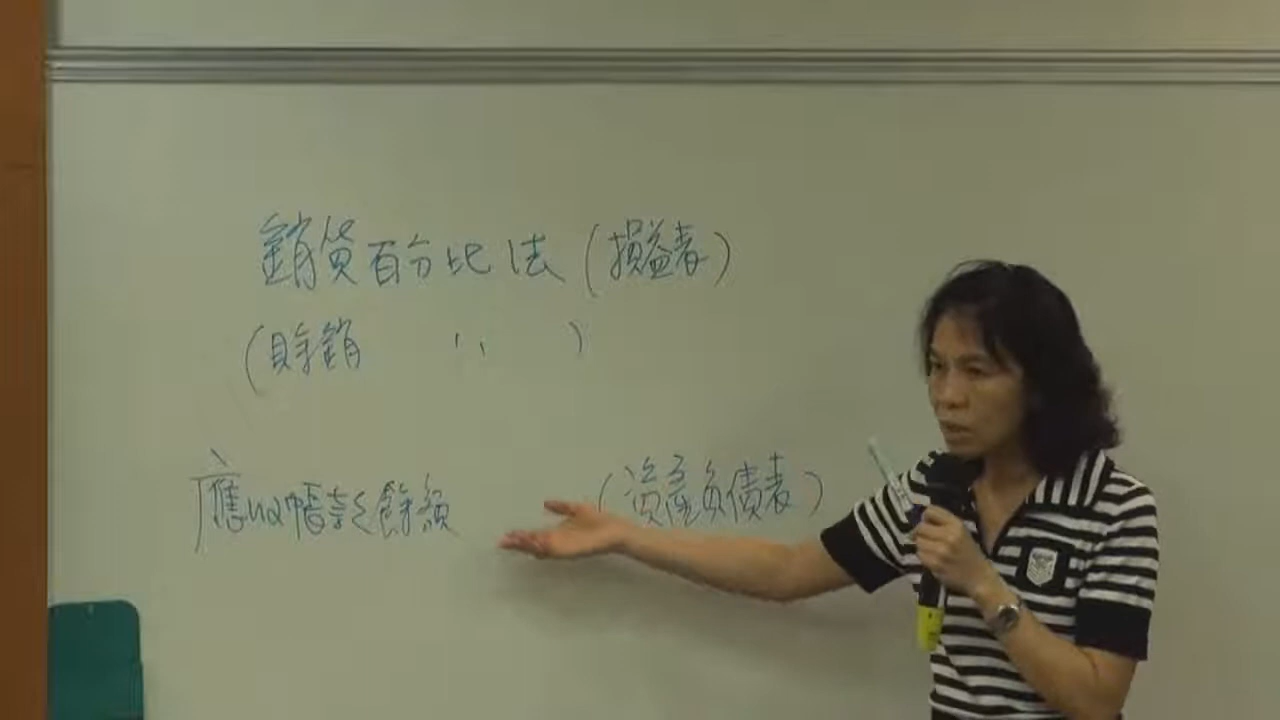 銷貨百分比法(損益表)
(賒銷 〃 )
應收帳款餘額 (資產負債表)